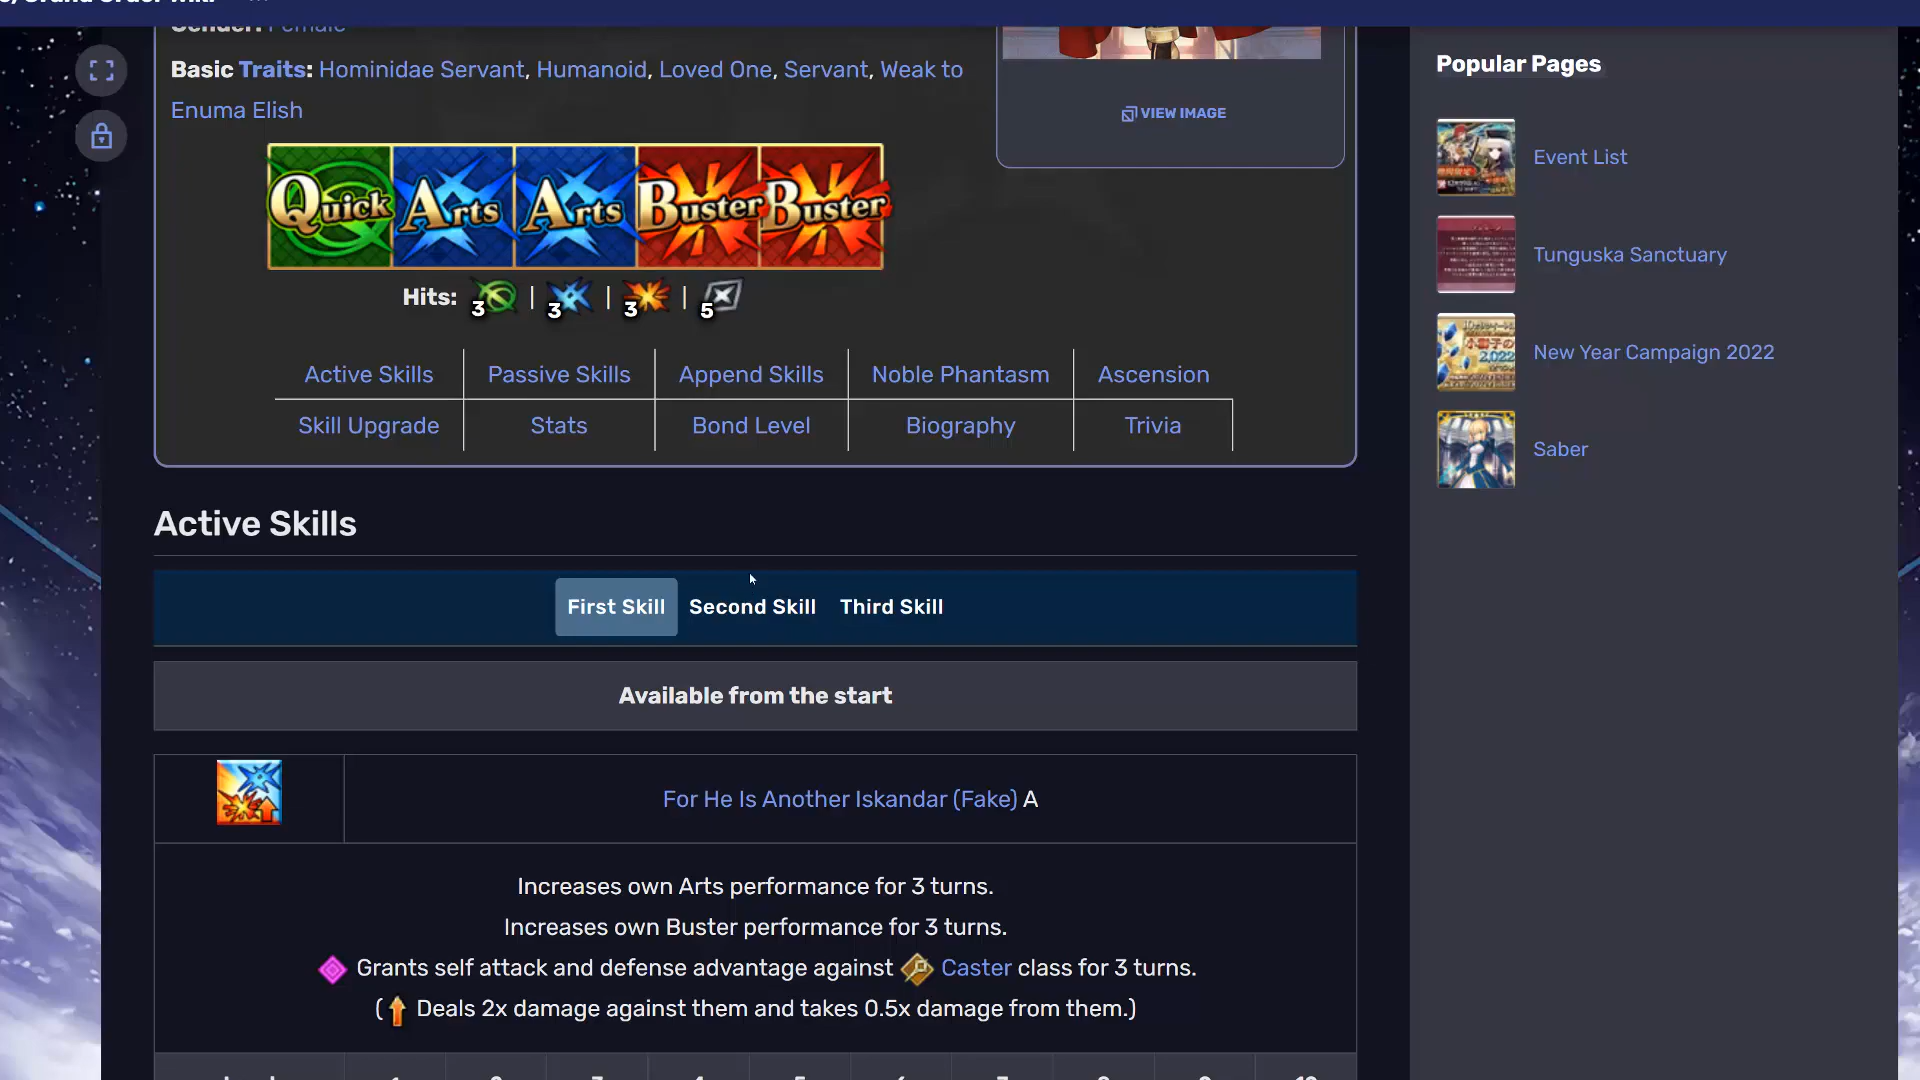 Gender: Female
Basic Traits: Hominidae Servant, Humanoid, Loved One, Servant, Weak to
Enuma Elish
VIEW IMAGE
Quick Arts Arts Buster Buster
Hits: 3 | 3 | 3 | 5
Active Skills Passive Skills Append Skills Noble Phantasm Ascension
Skill Upgrade Stats Bond Level Biography Trivia
Active Skills
First Skill Second Skill Third Skill
Available from the start
For He Is Another Iskandar (Fake) A
Increases own Arts performance for 3 turns.
Increases own Buster performance for 3 turns.
Grants self attack and defense advantage against Caster class for 3 turns.
( Deals 2x damage against them and takes 0.5x damage from them.)
Popular Pages
Event List
Tunguska Sanctuary
New Year Campaign 2022
2022
Saber